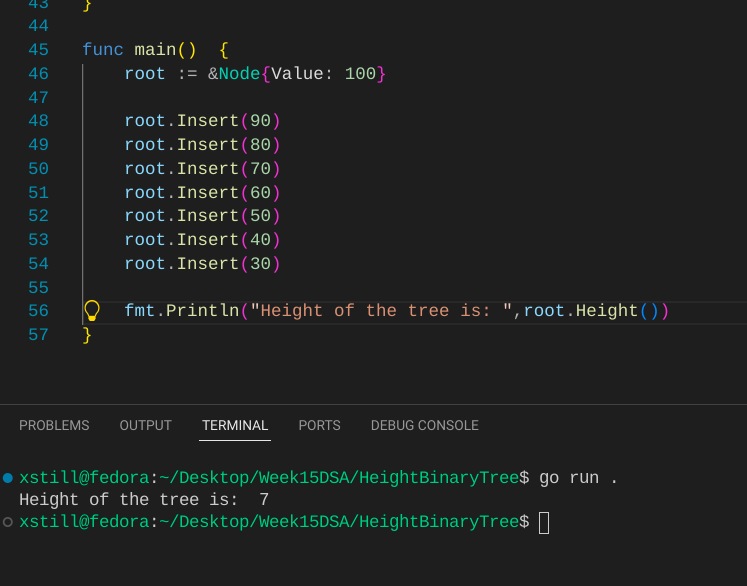 43 }
44
45 func main()  {
46     root := &Node{Value: 100}
47
48     root.Insert(90)
49     root.Insert(80)
50     root.Insert(70)
51     root.Insert(60)
52     root.Insert(50)
53     root.Insert(40)
54     root.Insert(30)
55
56     fmt.Println("Height of the tree is: ",root.Height())
57 }
PROBLEMS OUTPUT TERMINAL PORTS DEBUG CONSOLE
xstill@fedora:~/Desktop/Week15DSA/HeightBinaryTree$ go run .
Height of the tree is:  7
xstill@fedora:~/Desktop/Week15DSA/HeightBinaryTree$